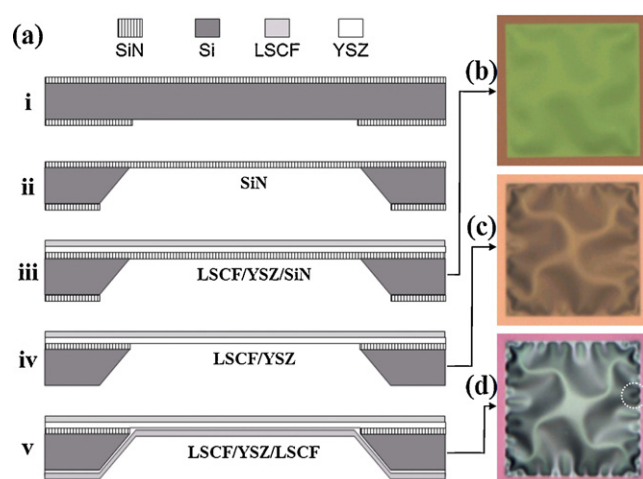 (a)
SiN Si LSCF YSZ
(b)
i
SiN
ii
(c)
LSCF/YSZ/SiN
iii
LSCF/YSZ
iv
(d)
LSCF/YSZ/LSCF
v